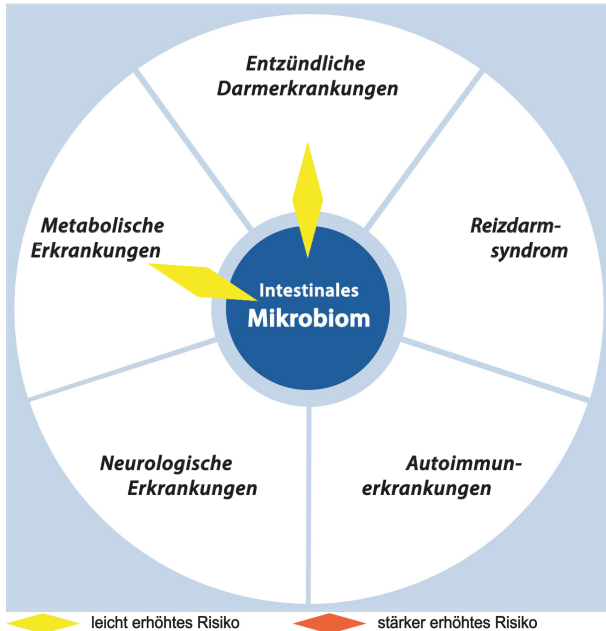 Entzündliche
Darmerkrankungen
Metabolische
Erkrankungen
Reizdarm-
syndrom
Intestinales
Mikrobiom
Neurologische
Erkrankungen
Autoimmun-
erkrankungen
leicht erhöhtes Risiko
stärker erhöhtes Risiko